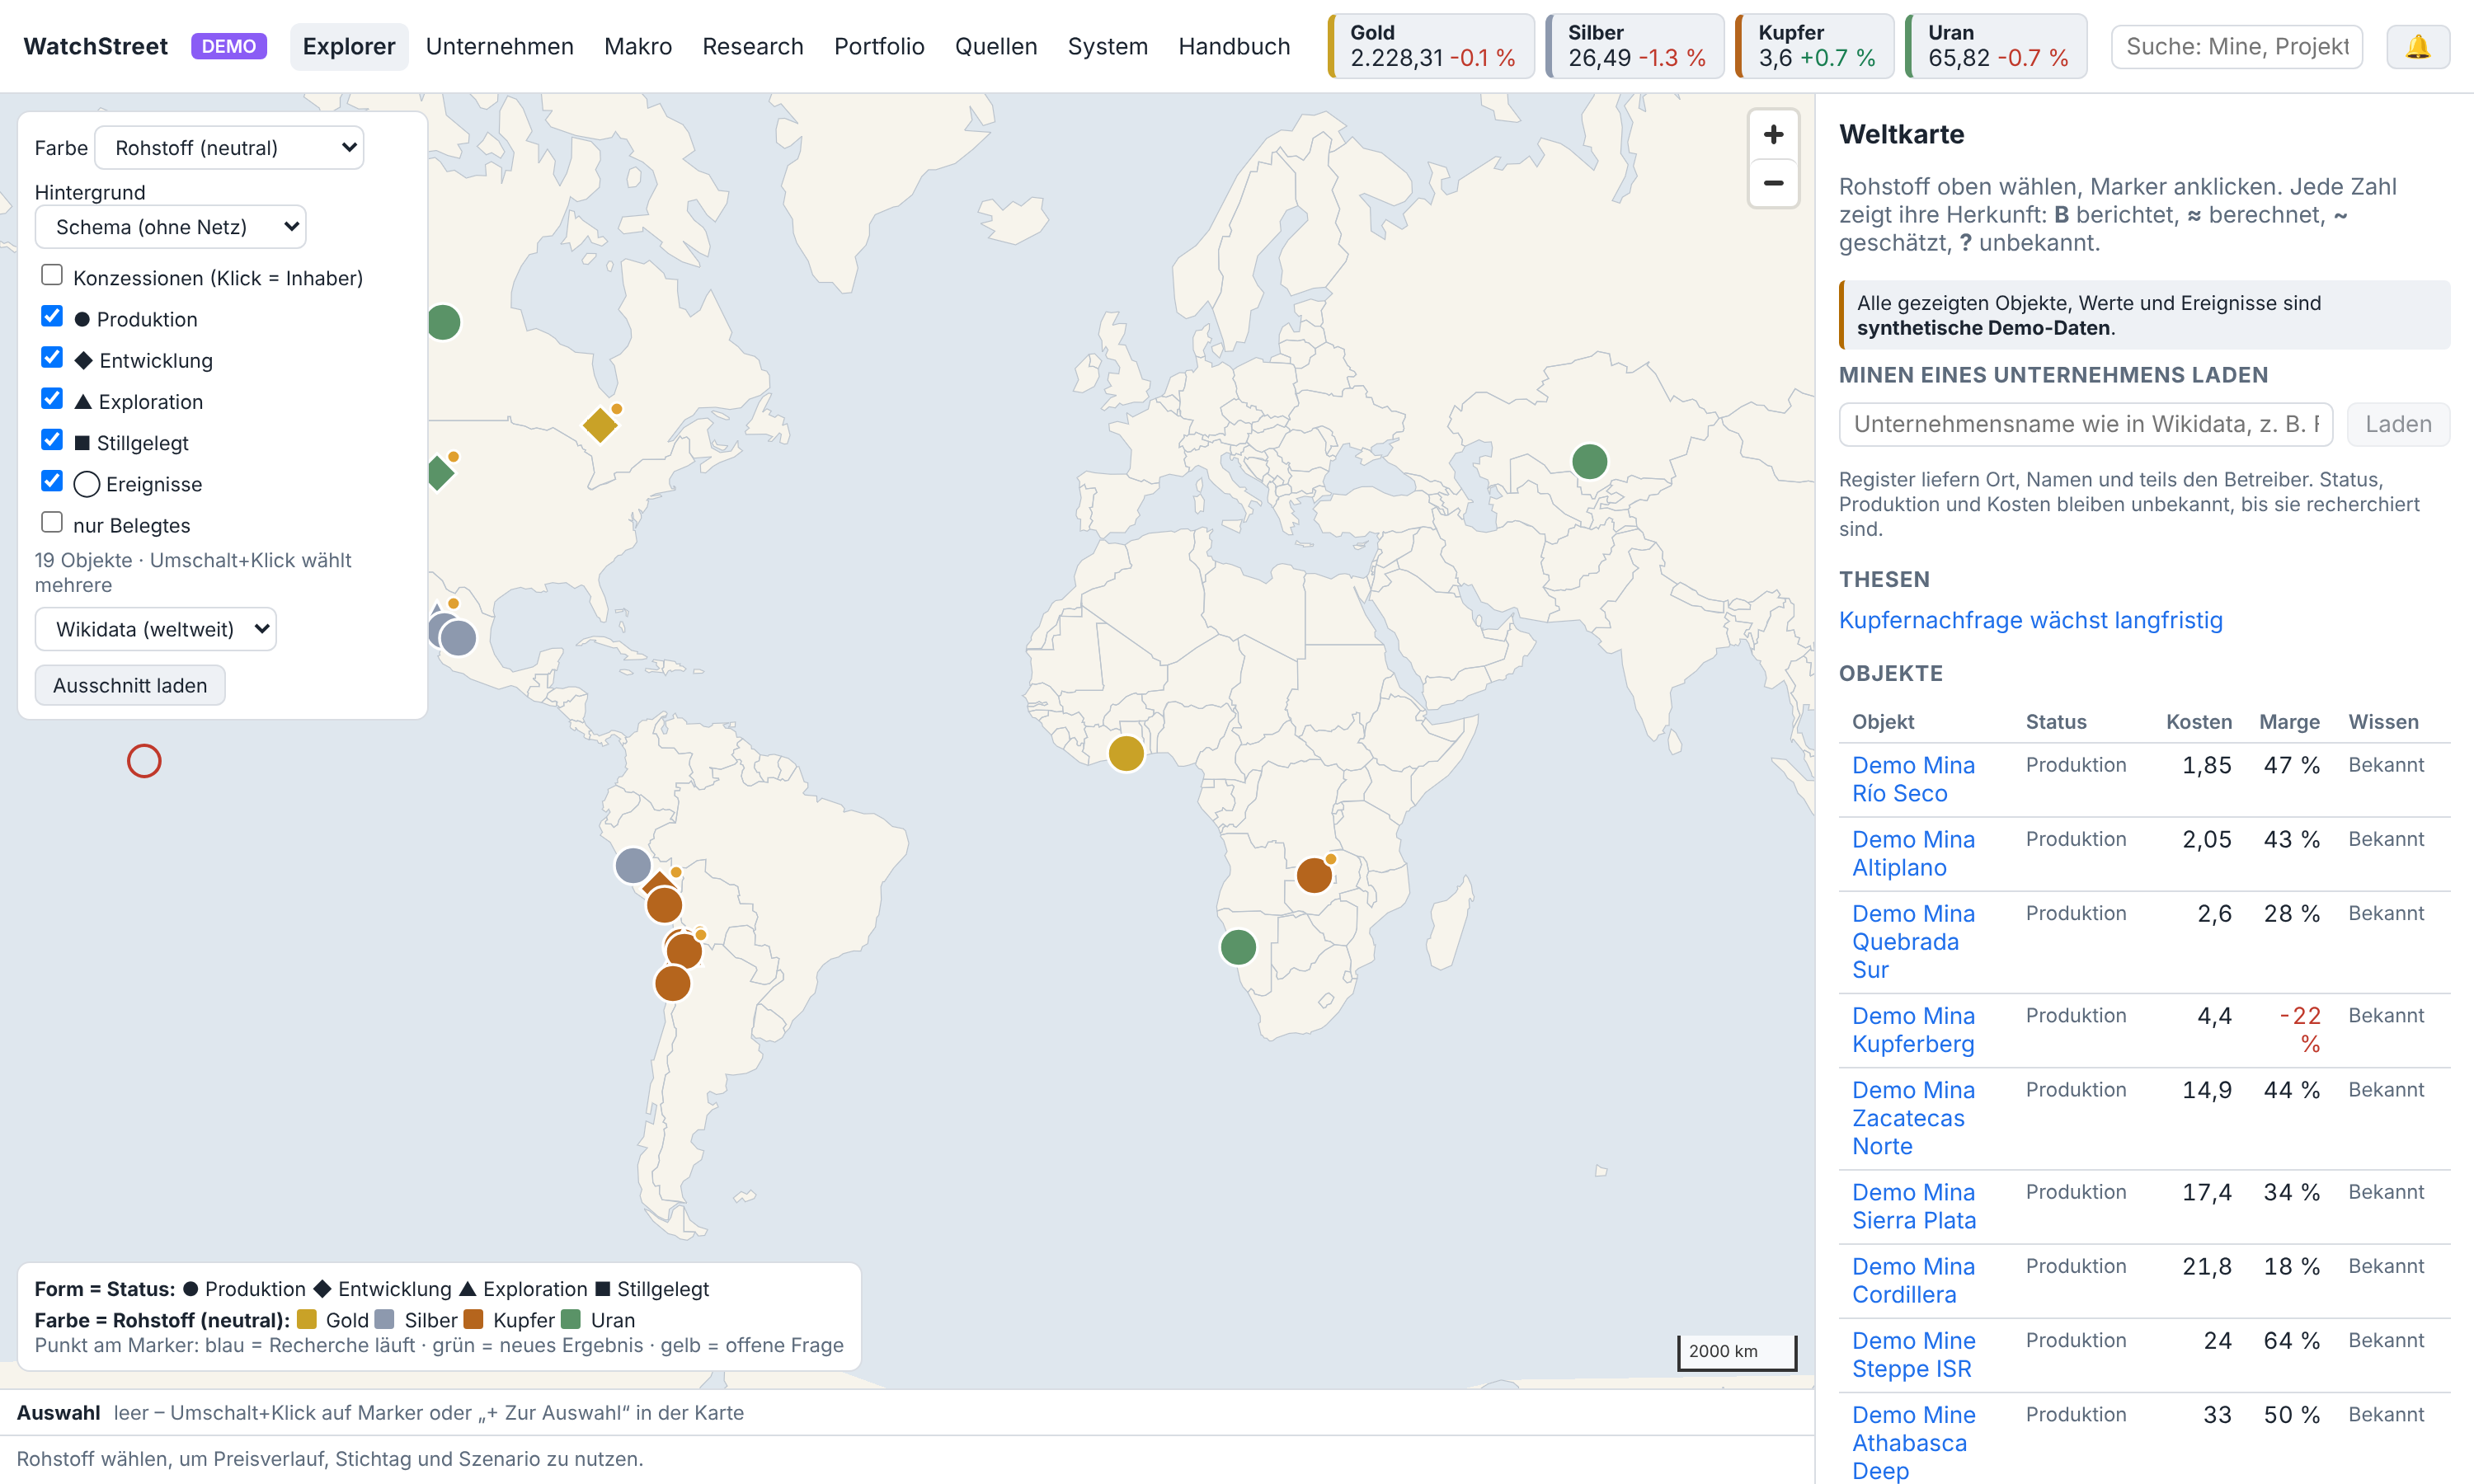 WatchStreet DEMO Explorer Unternehmen Makro Research Portfolio Quellen System Handbuch
Gold
2.228,31 -0.1 %
Silber
26,49 -1.3 %
Kupfer
3,6 +0.7 %
Uran
65,82 -0.7 %
Suche: Mine, Projekt
Farbe Rohstoff (neutral)
Hintergrund
Schema (ohne Netz)
Konzessionen (Klick = Inhaber)
Produktion
Entwicklung
Exploration
Stillgelegt
Ereignisse
nur Belegtes
19 Objekte · Umschalt+Klick wählt
mehrere
Wikidata (weltweit)
Ausschnitt laden
+
−
Form = Status: ● Produktion ◆ Entwicklung ▲ Exploration ■ Stillgelegt
Farbe = Rohstoff (neutral): Gold Silber Kupfer Uran
Punkt am Marker: blau = Recherche läuft · grün = neues Ergebnis · gelb = offene Frage
2000 km
Auswahl leer – Umschalt+Klick auf Marker oder „+ Zur Auswahl“ in der Karte
Rohstoff wählen, um Preisverlauf, Stichtag und Szenario zu nutzen.
Weltkarte
Rohstoff oben wählen, Marker anklicken. Jede Zahl
zeigt ihre Herkunft: B berichtet, ≈ berechnet, ~
geschätzt, ? unbekannt.
Alle gezeigten Objekte, Werte und Ereignisse sind
synthetische Demo-Daten.
MINEN EINES UNTERNEHMENS LADEN
Unternehmensname wie in Wikidata, z. B. F Laden
Register liefern Ort, Namen und teils den Betreiber. Status,
Produktion und Kosten bleiben unbekannt, bis sie recherchiert
sind.
THESEN
Kupfernachfrage wächst langfristig
OBJEKTE
Objekt Status Kosten Marge Wissen
Demo Mina Produktion 1,85 47 % Bekannt
Río Seco
Demo Mina Produktion 2,05 43 % Bekannt
Altiplano
Demo Mina Produktion 2,6 28 % Bekannt
Quebrada
Sur
Demo Mina Produktion 4,4 -22 Bekannt
Kupferberg %
Demo Mina Produktion 14,9 44 % Bekannt
Zacatecas
Norte
Demo Mina Produktion 17,4 34 % Bekannt
Sierra Plata
Demo Mina Produktion 21,8 18 % Bekannt
Cordillera
Demo Mine Produktion 24 64 % Bekannt
Steppe ISR
Demo Mine Produktion 33 50 % Bekannt
Athabasca
Deep